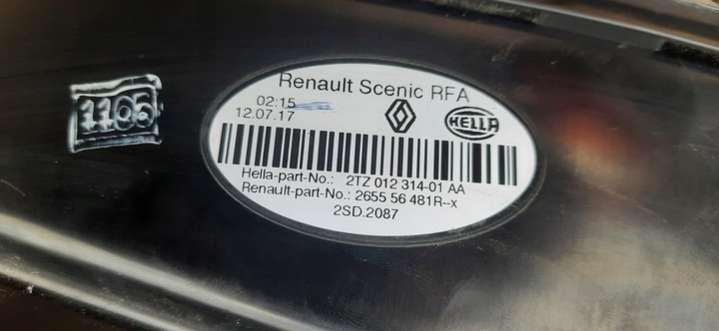 1105
Renault Scenic RFA
02:15
12.07.17
HELLA
Hella-part-No.: 2TZ 012 314-01 AA
Renault-part-No.: 2655 56 481R--x
2SD.2087